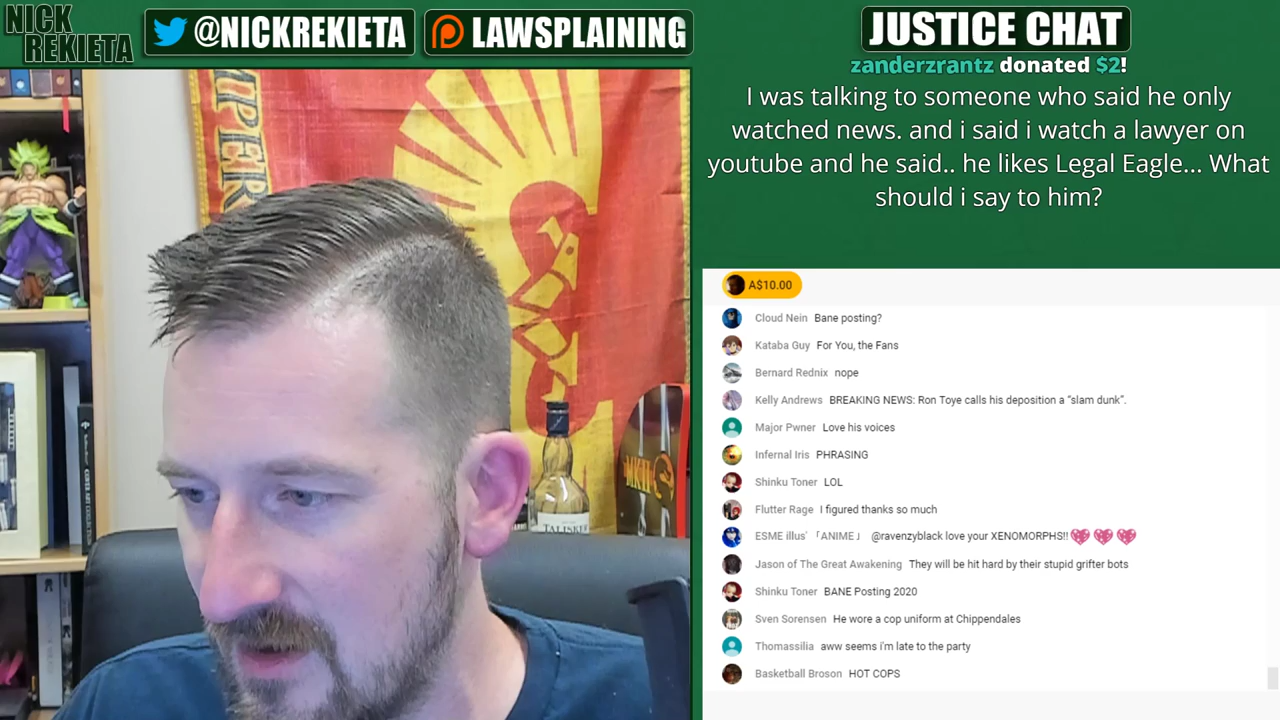 NICK
REKIETA
@NICKREKIETA
LAWSPLAINING
JUSTICE CHAT
zanderzrantz donated $2!
I was talking to someone who said he only
watched news. and i said i watch a lawyer on
youtube and he said.. he likes Legal Eagle... What
should i say to him?
A$10.00
Cloud Nein Bane posting?
Kataba Guy For You, the Fans
Bernard Rednix nope
Kelly Andrews BREAKING NEWS: Ron Toye calls his deposition a “slam dunk”.
Major Pwner Love his voices
Infernal Iris PHRASING
Shinku Toner LOL
Flutter Rage I figured thanks so much
ESME illus' 「ANIME」 @ravenzyblack love your XENOMORPHS!!
Jason of The Great Awakening They will be hit hard by their stupid grifter bots
Shinku Toner BANE Posting 2020
Sven Sorensen He wore a cop uniform at Chippendales
Thomassilia aww seems i'm late to the party
Basketball Broson HOT COPS
MKII
TALISKER